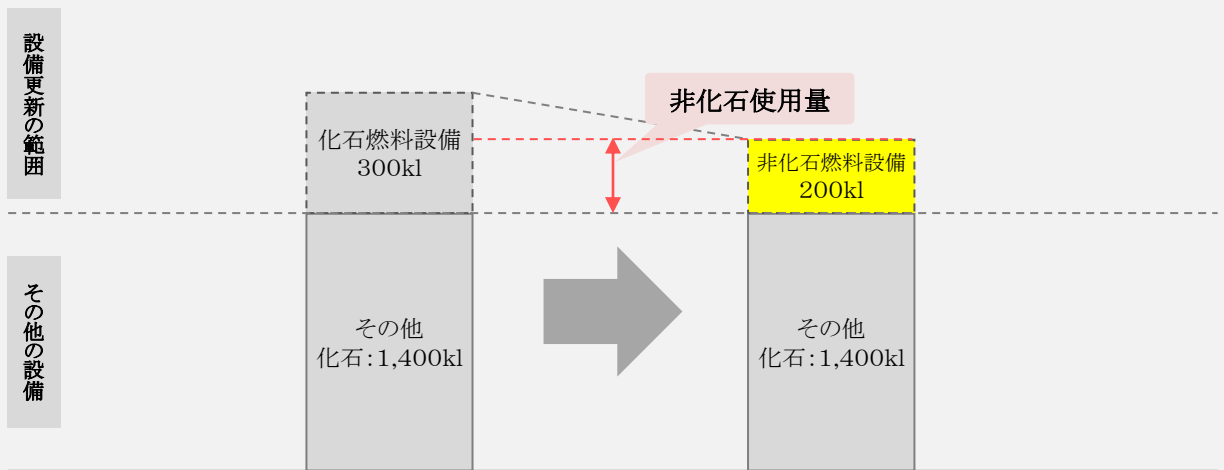 設備更新の範囲
非化石使用量
化石燃料設備
300kl
非化石燃料設備
200kl
その他の設備
その他
化石:1,400kl
その他
化石:1,400kl